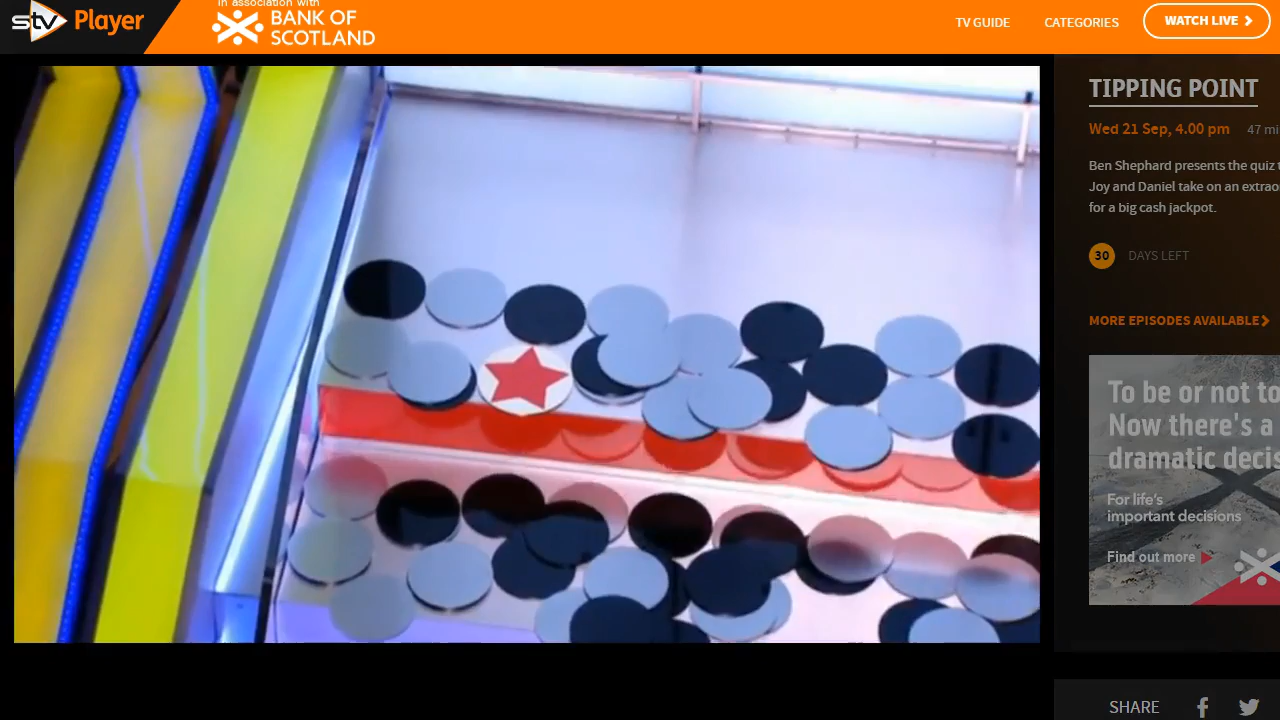 stv Player
in association with
BANK OF
SCOTLAND
TV GUIDE
CATEGORIES
WATCH LIVE
TIPPING POINT
Wed 21 Sep, 4.00 pm
47 mi
Ben Shephard presents the quiz t
Joy and Daniel take on an extrao
for a big cash jackpot.
30 DAYS LEFT
MORE EPISODES AVAILABLE
To be or not to
Now there's a
dramatic decis
For life's
important decisions
Find out more
SHARE